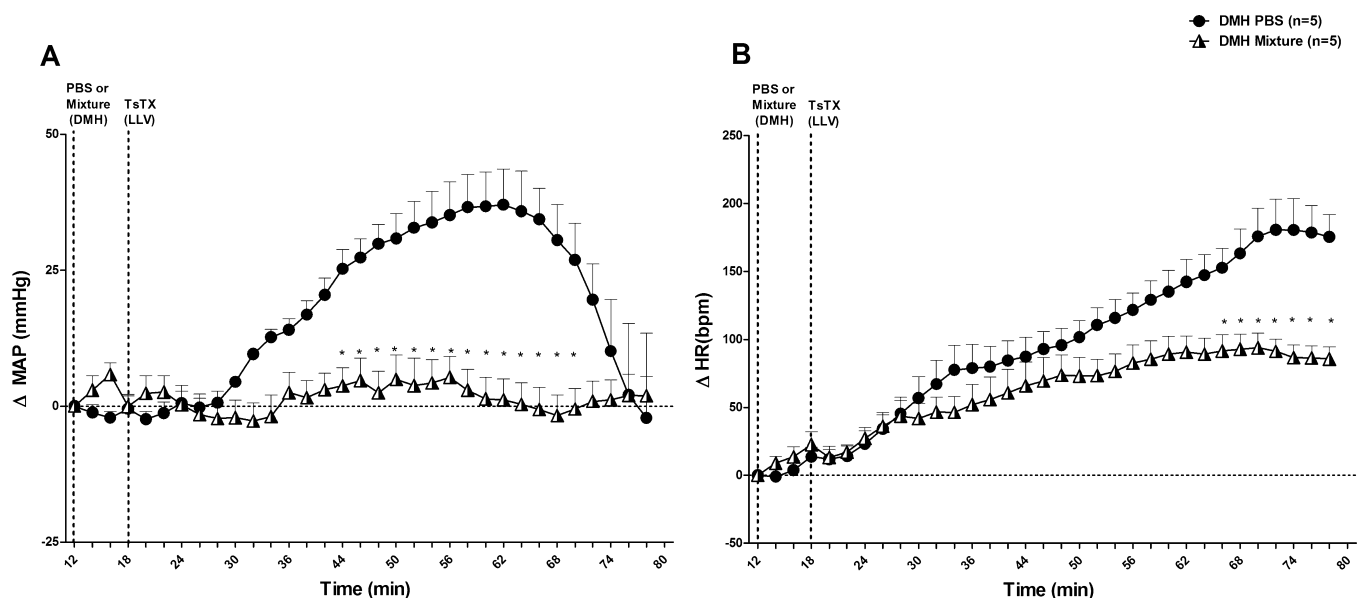 DMH PBS (n=5)
DMH Mixture (n=5)
A
PBS or
Mixture
(DMH)
TsTX
(LLV)
50
25
0
-25
Δ MAP (mmHg)
* * * * * * * * * * * * * *
12 18 24 30 36 44 50 56 62 68 74 80
Time (min)
B
PBS or
Mixture
(DMH)
TsTX
(LLV)
250
200
150
100
50
0
-50
Δ HR(bpm)
* * * * * * *
12 18 24 30 36 44 50 56 62 68 74 80
Time (min)